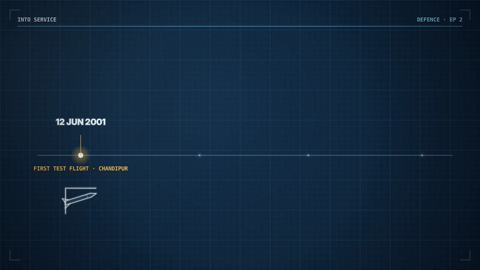 INTO SERVICE
DEFENCE · EP 2
12 JUN 2001
FIRST TEST FLIGHT · CHANDIPUR